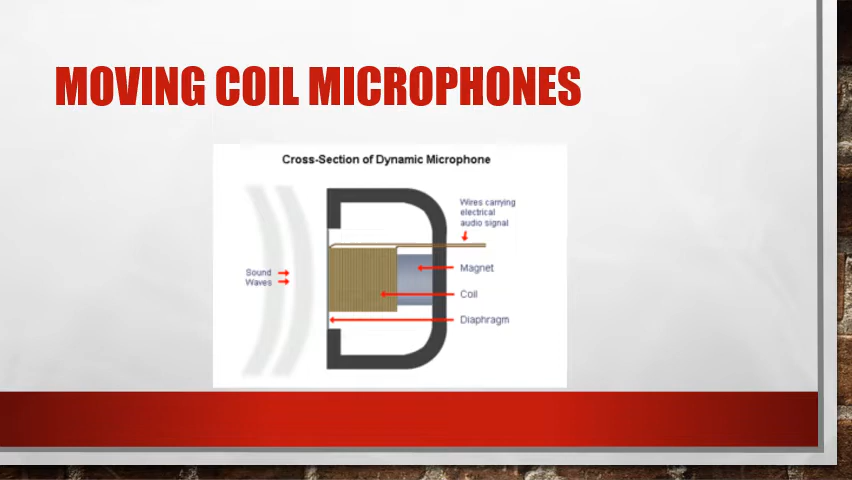 MOVING COIL MICROPHONES
Cross-Section of Dynamic Microphone
Wires carrying
electrical
audio signal
Sound
Waves
Magnet
Coil
Diaphragm